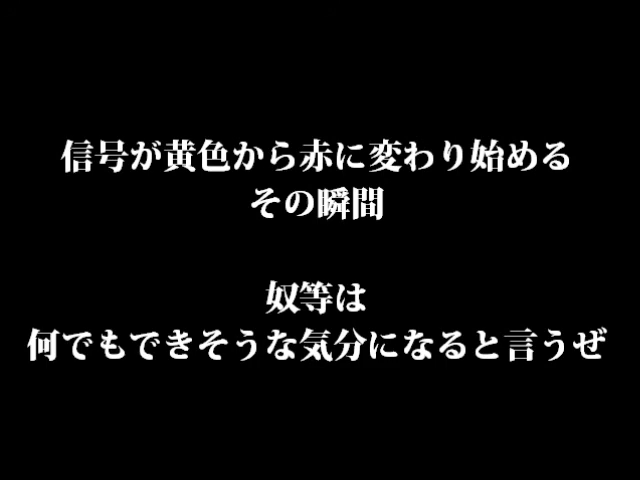 信号が黄色から赤に変わり始める
その瞬間
奴等は
何でもできそうな気分になると言うぜ